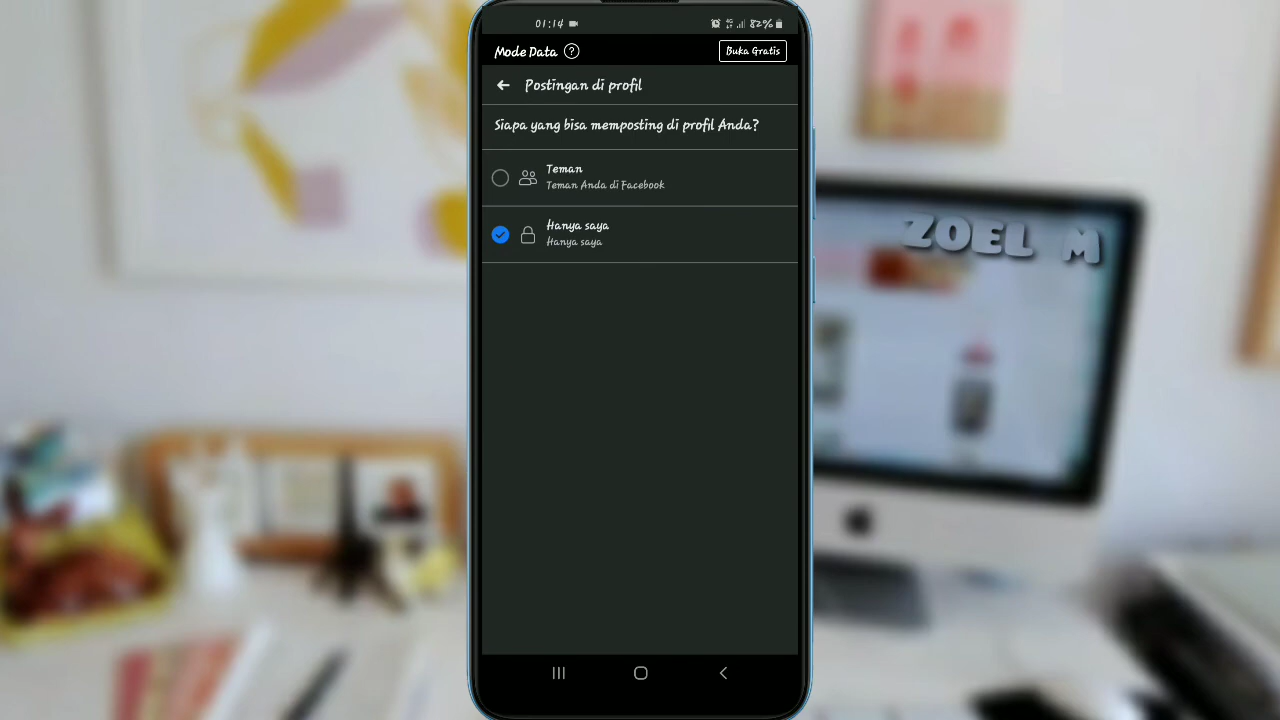 01:14
4G
82%
Mode Data ?
Buka Gratis
Postingan di profil
Siapa yang bisa memposting di profil Anda?
Teman
Teman Anda di Facebook
Hanya saya
Hanya saya
ZOEL M